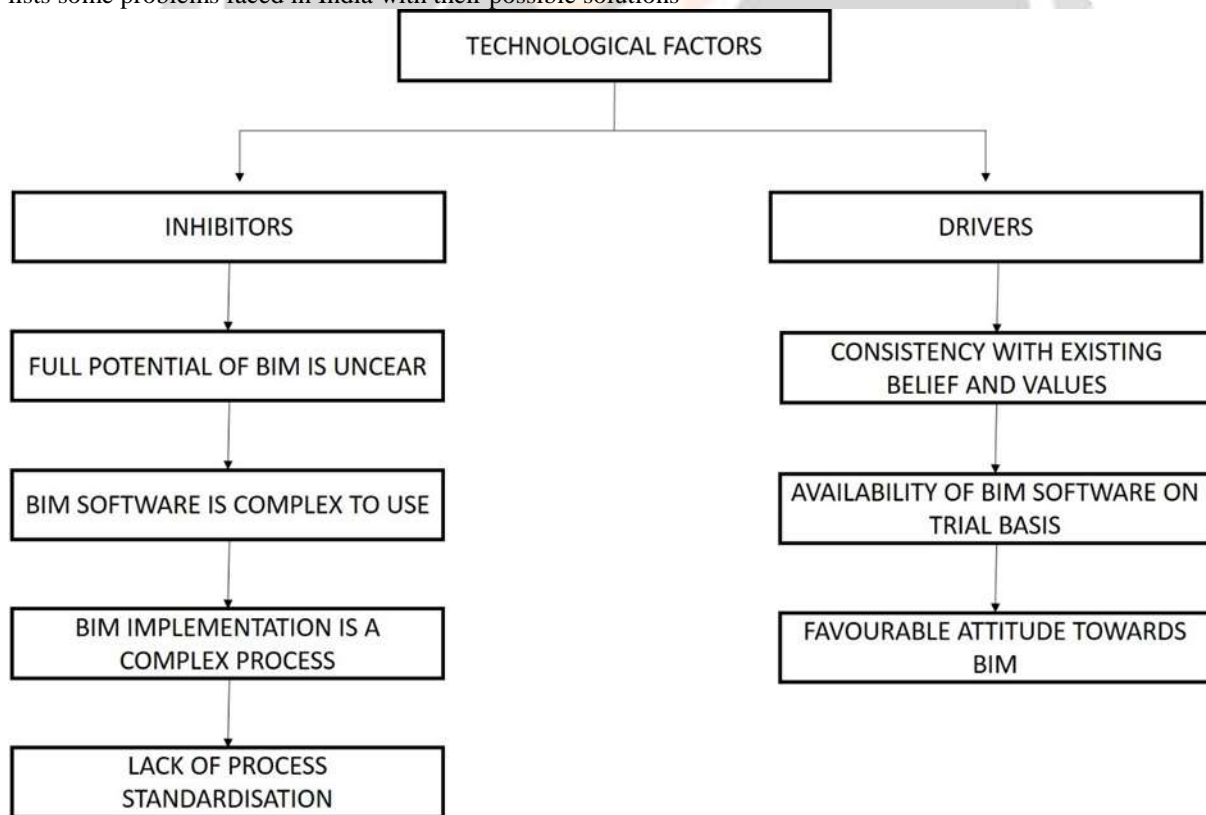 lists some problems faced in India with their possible solutions
TECHNOLOGICAL FACTORS
INHIBITORS
FULL POTENTIAL OF BIM IS UNCEAR
BIM SOFTWARE IS COMPLEX TO USE
BIM IMPLEMENTATION IS A
COMPLEX PROCESS
LACK OF PROCESS
STANDARDISATION
DRIVERS
CONSISTENCY WITH EXISTING
BELIEF AND VALUES
AVAILABILITY OF BIM SOFTWARE ON
TRIAL BASIS
FAVOURABLE ATTITUDE TOWARDS
BIM